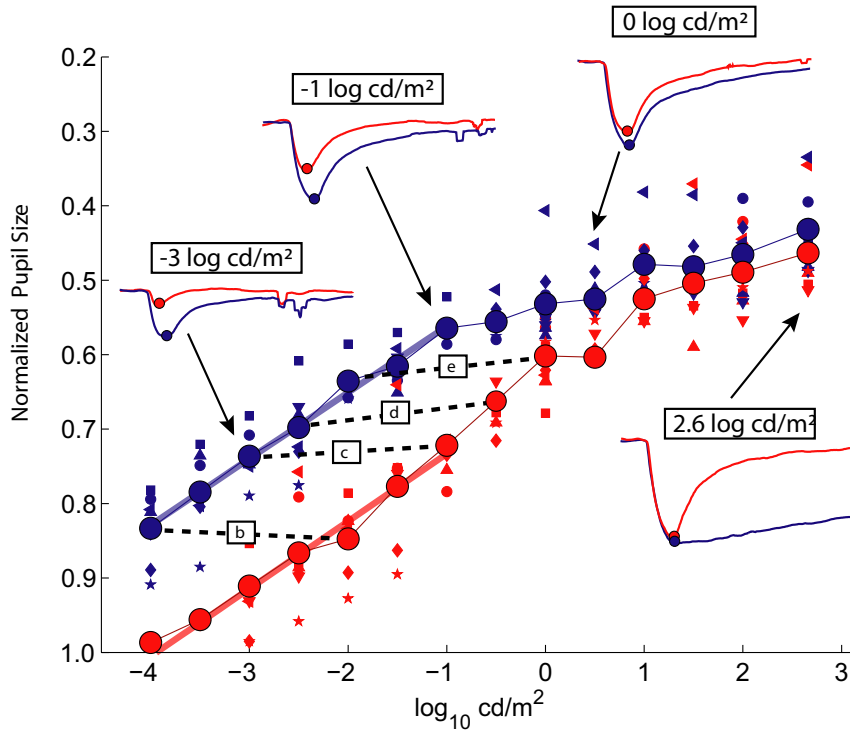 0 log cd/m²
-1 log cd/m²
-3 log cd/m²
2.6 log cd/m²
Normalized Pupil Size
0.2
0.3
0.4
0.5
0.6
0.7
0.8
0.9
1.0
e
d
c
b
−4
−3
−2
−1
0
1
2
3
log₁₀ cd/m²